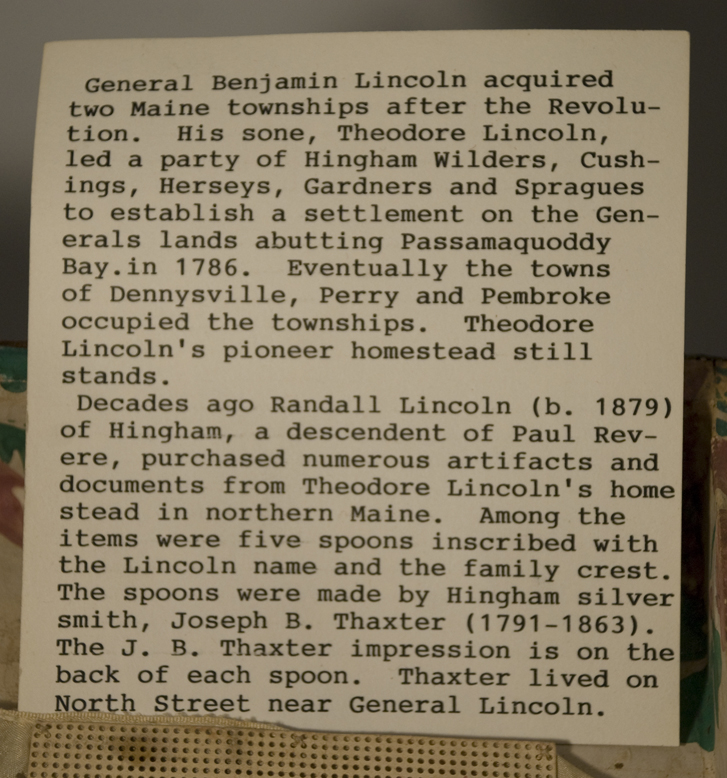 General Benjamin Lincoln acquired
two Maine townships after the Revolu-
tion. His sone, Theodore Lincoln,
led a party of Hingham Wilders, Cush-
ings, Herseys, Gardners and Spragues
to establish a settlement on the Gen-
erals lands abutting Passamaquoddy
Bay.in 1786. Eventually the towns
of Dennysville, Perry and Pembroke
occupied the townships. Theodore
Lincoln's pioneer homestead still
stands.
Decades ago Randall Lincoln (b. 1879)
of Hingham, a descendent of Paul Rev-
ere, purchased numerous artifacts and
documents from Theodore Lincoln's home
stead in northern Maine. Among the
items were five spoons inscribed with
the Lincoln name and the family crest.
The spoons were made by Hingham silver
smith, Joseph B. Thaxter (1791-1863).
The J. B. Thaxter impression is on the
back of each spoon. Thaxter lived on
North Street near General Lincoln.